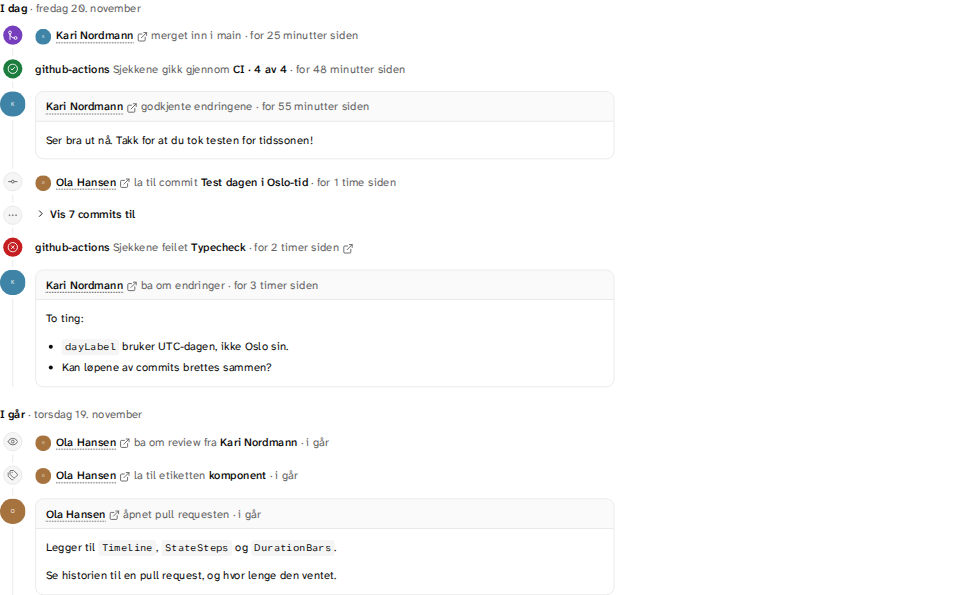 I dag · fredag 20. november
Kari Nordmann merget inn i main · for 25 minutter siden
github-actions Sjekkene gikk gjennom CI · 4 av 4 · for 48 minutter siden
K Kari Nordmann godkjente endringene · for 55 minutter siden
Ser bra ut nå. Takk for at du tok testen for tidssonen!
Ola Hansen la til commit Test dagen i Oslo-tid · for 1 time siden
Vis 7 commits til
github-actions Sjekkene feilet Typecheck · for 2 timer siden
K Kari Nordmann ba om endringer · for 3 timer siden
To ting:
• dayLabel bruker UTC-dagen, ikke Oslo sin.
• Kan løpene av commits brettes sammen?
I går · torsdag 19. november
Ola Hansen ba om review fra Kari Nordmann · i går
Ola Hansen la til etiketten komponent · i går
O Ola Hansen åpnet pull requesten · i går
Legger til Timeline, StateSteps og DurationBars.
Se historien til en pull request, og hvor lenge den ventet.